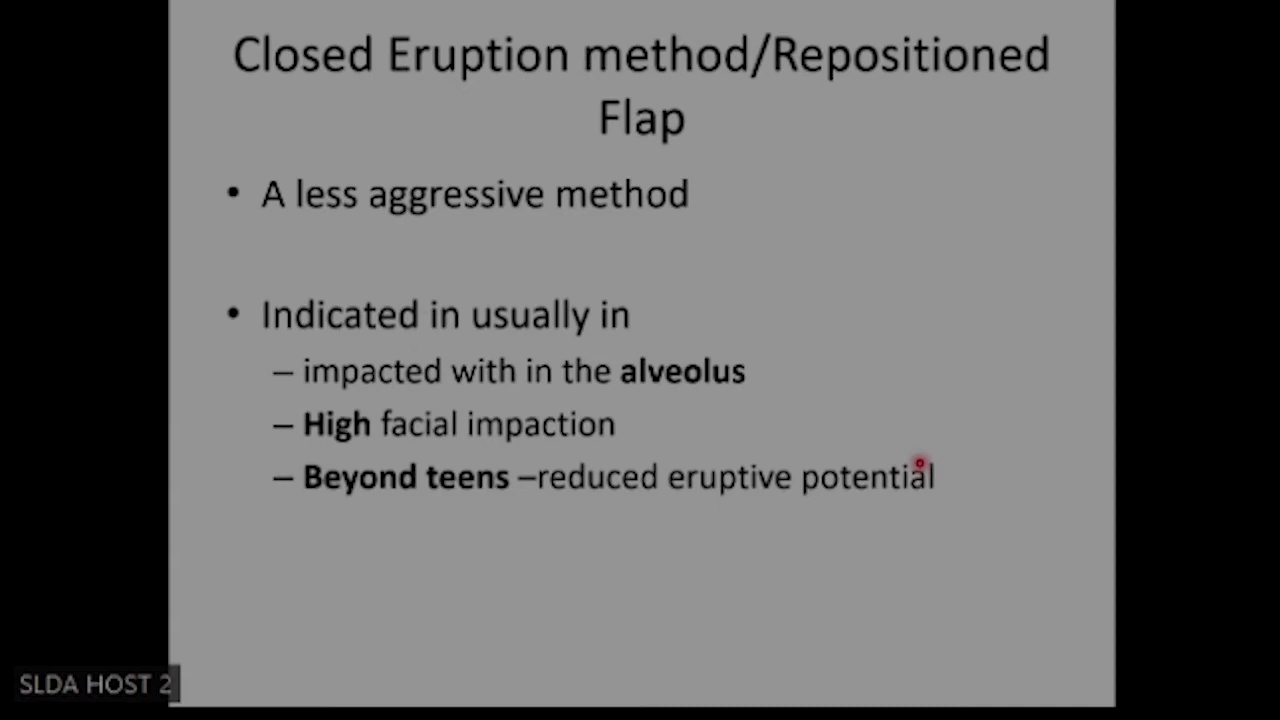 Closed Eruption method/Repositioned
Flap
• A less aggressive method
• Indicated in usually in
– impacted with in the alveolus
– High facial impaction
– Beyond teens –reduced eruptive potential
SLDA HOST 2